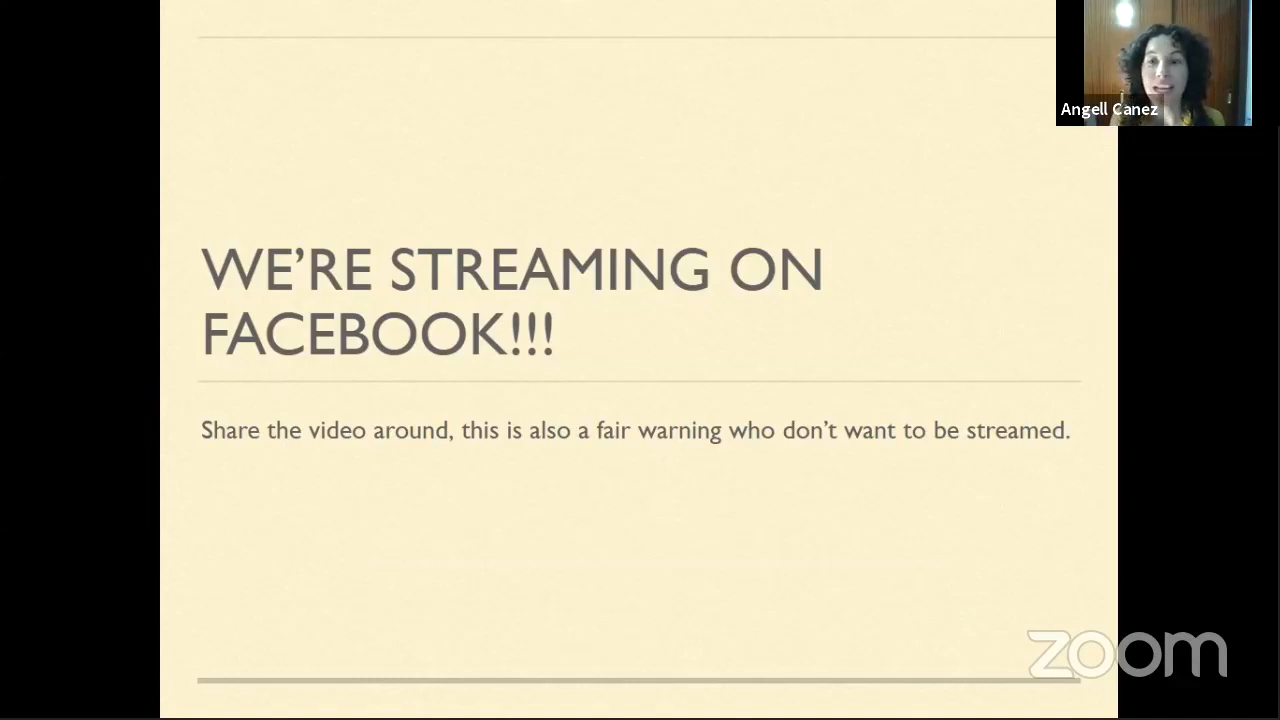 Angell Canez
WE'RE STREAMING ON
FACEBOOK!!!
Share the video around, this is also a fair warning who don't want to be streamed.
zoom